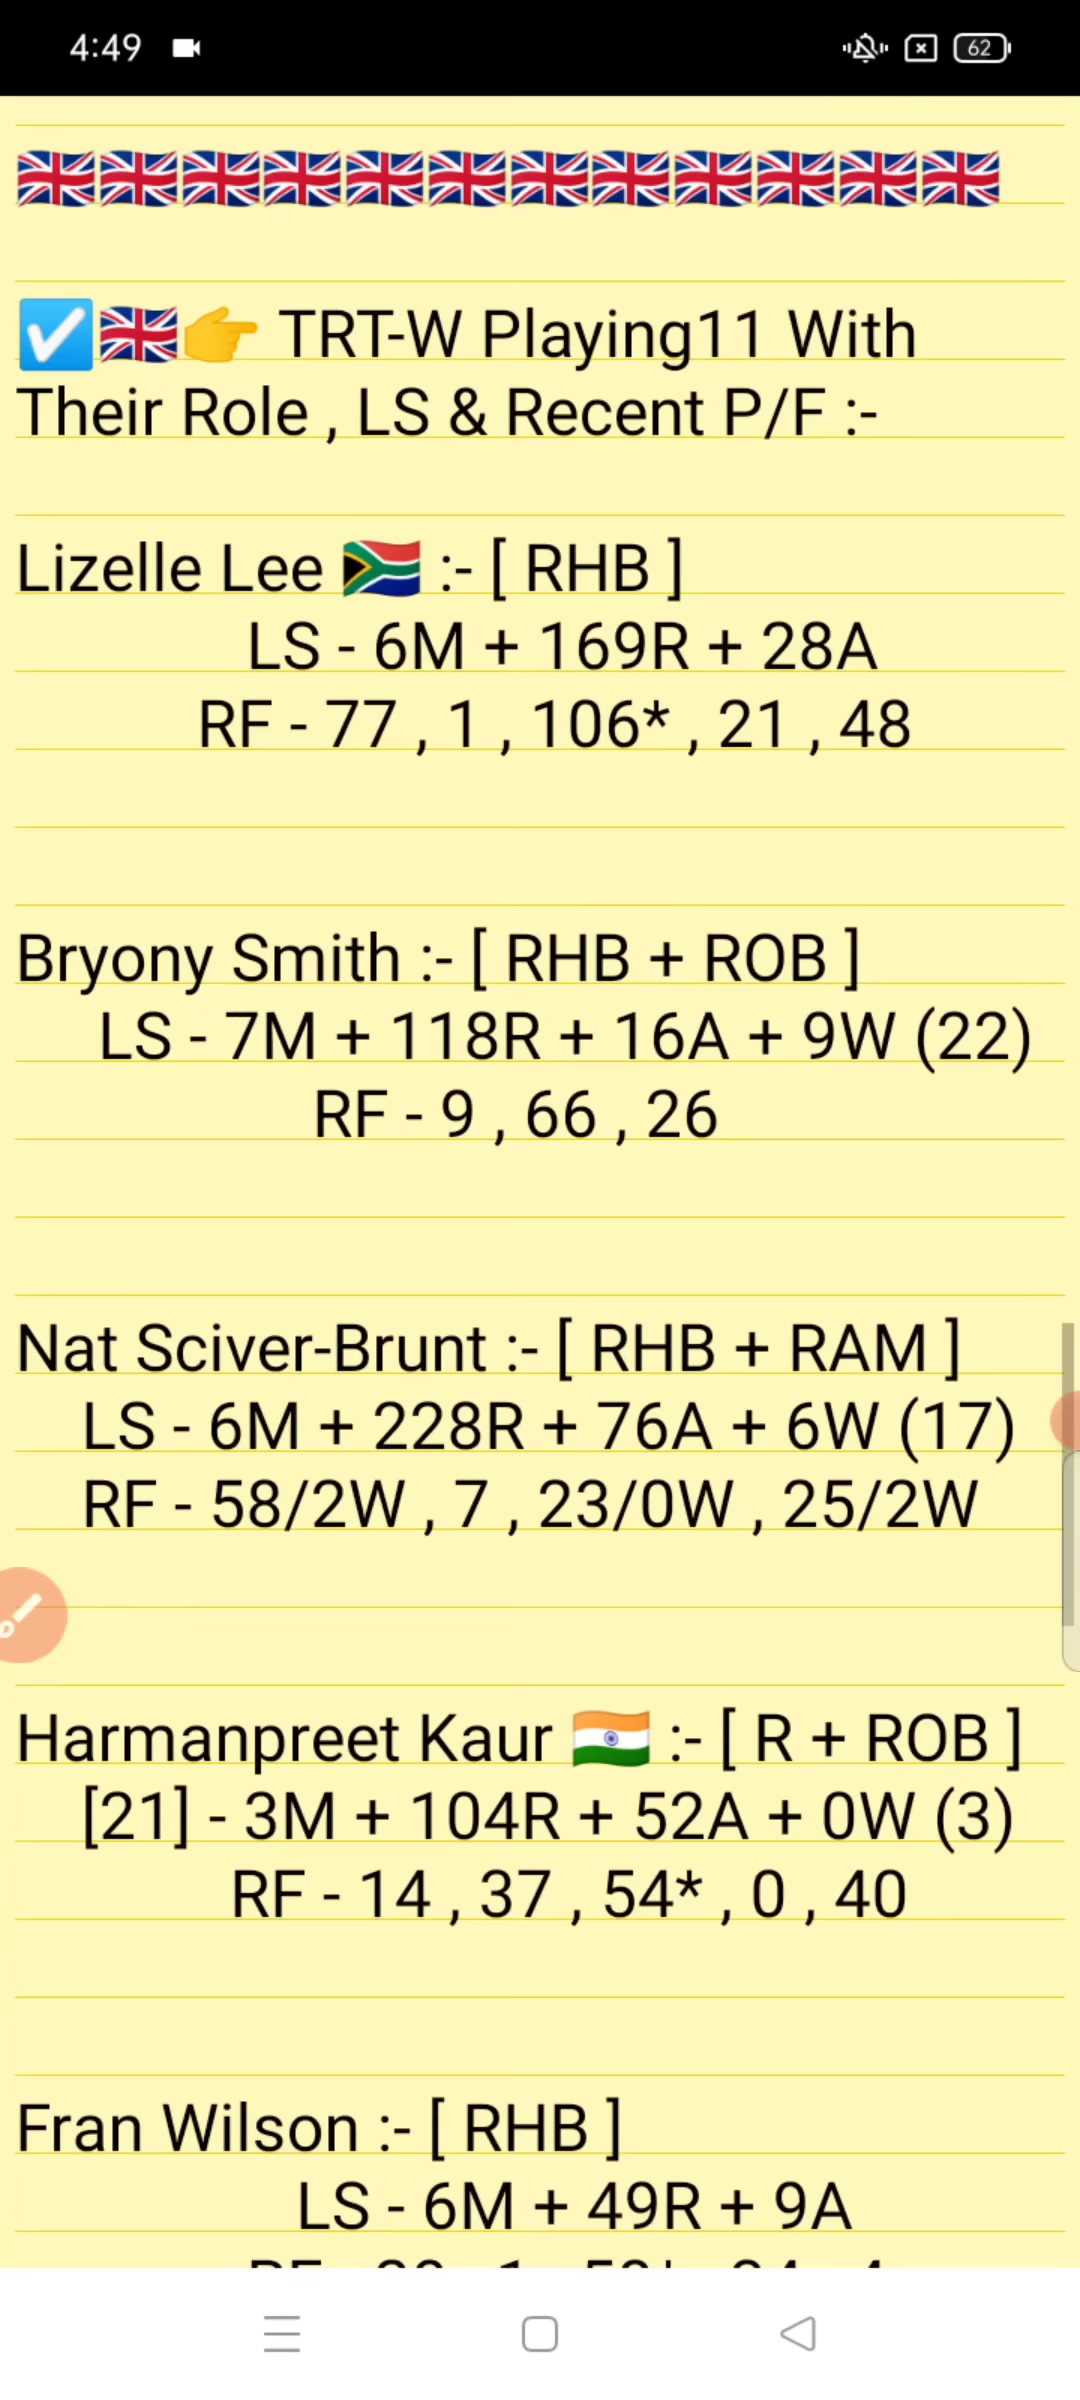 4:49
62
🇬🇧🇬🇧🇬🇧🇬🇧🇬🇧🇬🇧🇬🇧🇬🇧🇬🇧🇬🇧🇬🇧🇬🇧
☑️🇬🇧👉 TRT-W Playing11 With
Their Role , LS & Recent P/F :-
Lizelle Lee 🇿🇦 :- [ RHB ]
LS - 6M + 169R + 28A
RF - 77 , 1 , 106* , 21 , 48
Bryony Smith :- [ RHB + ROB ]
LS - 7M + 118R + 16A + 9W (22)
RF - 9 , 66 , 26
Nat Sciver-Brunt :- [ RHB + RAM ]
LS - 6M + 228R + 76A + 6W (17)
RF - 58/2W , 7 , 23/0W , 25/2W
Harmanpreet Kaur 🇮🇳 :- [ R + ROB ]
[21] - 3M + 104R + 52A + 0W (3)
RF - 14 , 37 , 54* , 0 , 40
Fran Wilson :- [ RHB ]
LS - 6M + 49R + 9A